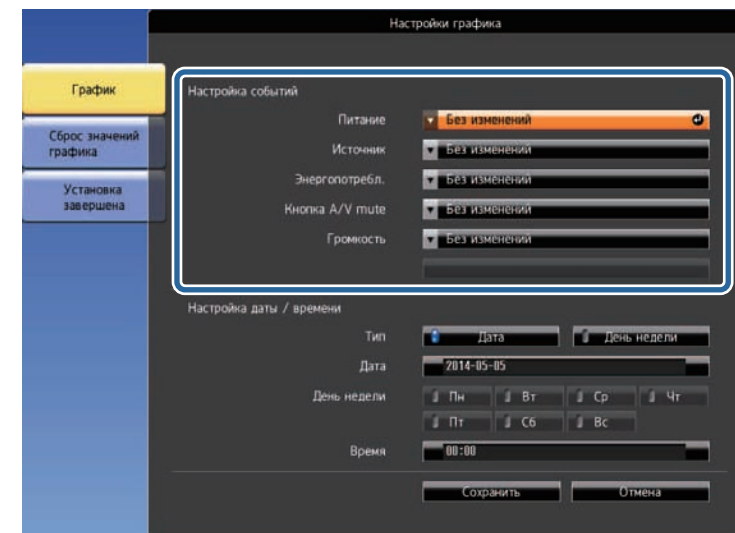 Настройки графика
График
Сброс значений
графика
Установка
завершена
Настройка событий
Питание Без изменений
Источник Без изменений
Энергопотребл. Без изменений
Кнопка A/V mute Без изменений
Громкость Без изменений
Настройка даты / времени
Тип Дата День недели
Дата 2014-05-05
День недели Пн Вт Ср Чт
Пт Сб Вс
Время 00:00
Сохранить Отмена